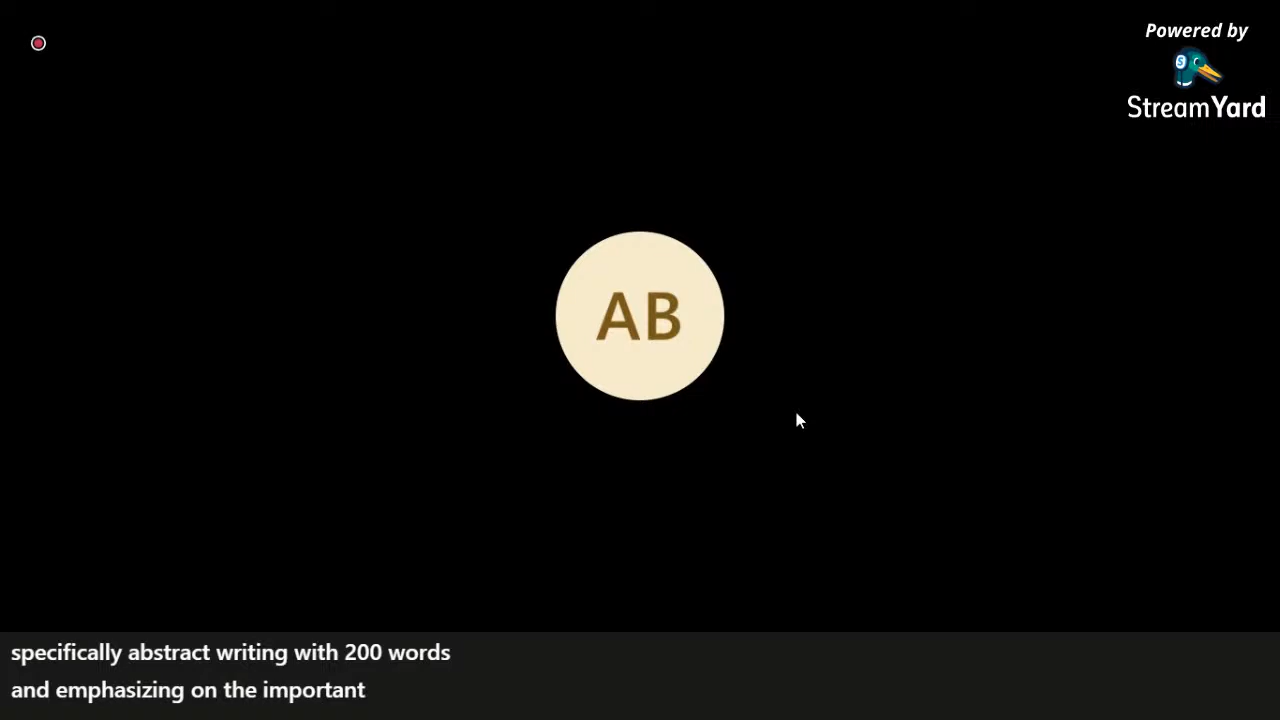 Powered by
StreamYard
AB
specifically abstract writing with 200 words
and emphasizing on the important